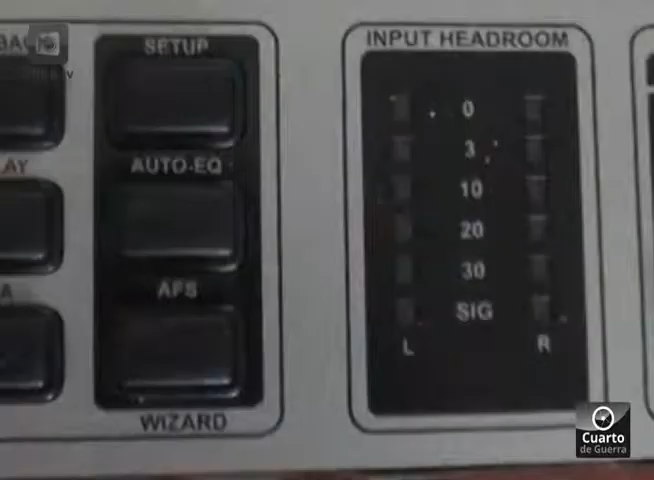 SETUP
AUTO-EQ
AFS
WIZARD
INPUT HEADROOM
0
3
10
20
30
SIG
L R
Cuarto
de Guerra